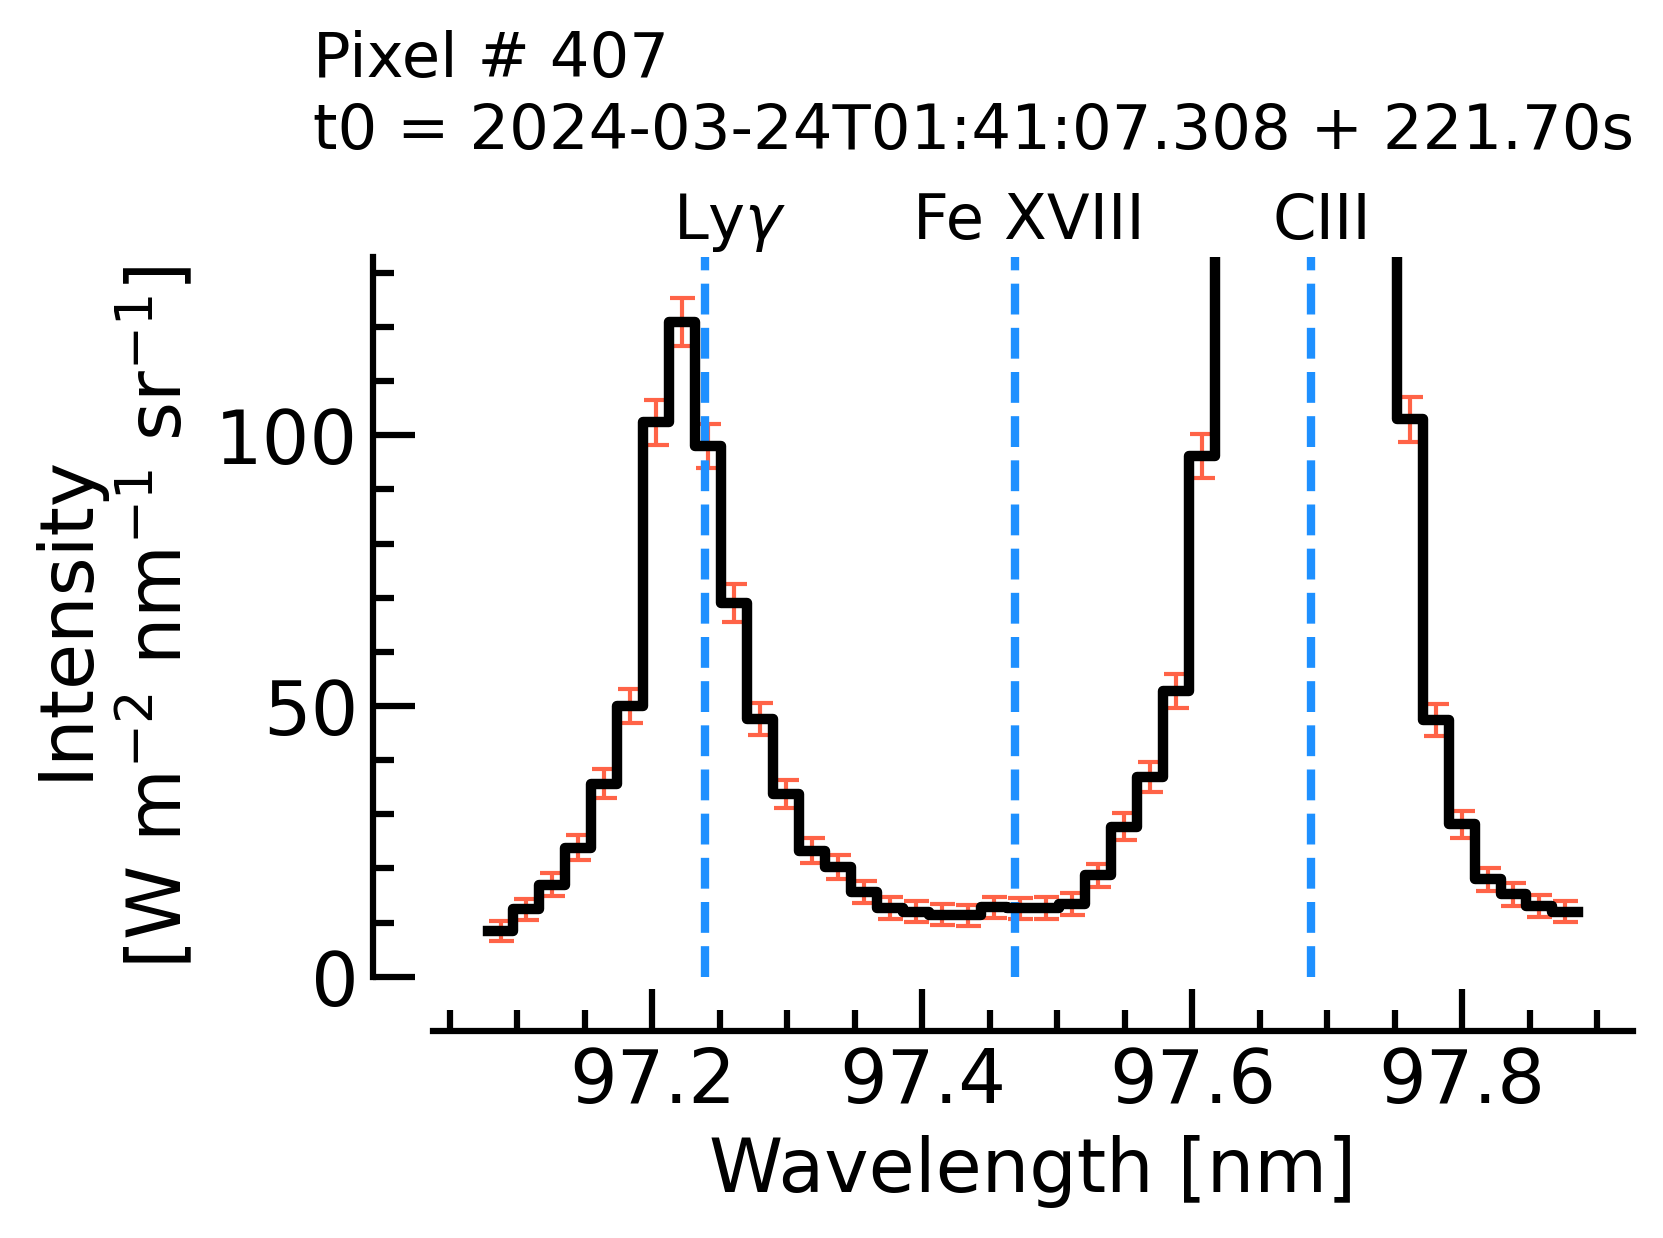 Pixel # 407
t0 = 2024-03-24T01:41:07.308 + 221.70s
Lyγ Fe XVIII CIII
Intensity
[W m⁻² nm⁻¹ sr⁻¹]
100
50
0
97.2 97.4 97.6 97.8
Wavelength [nm]